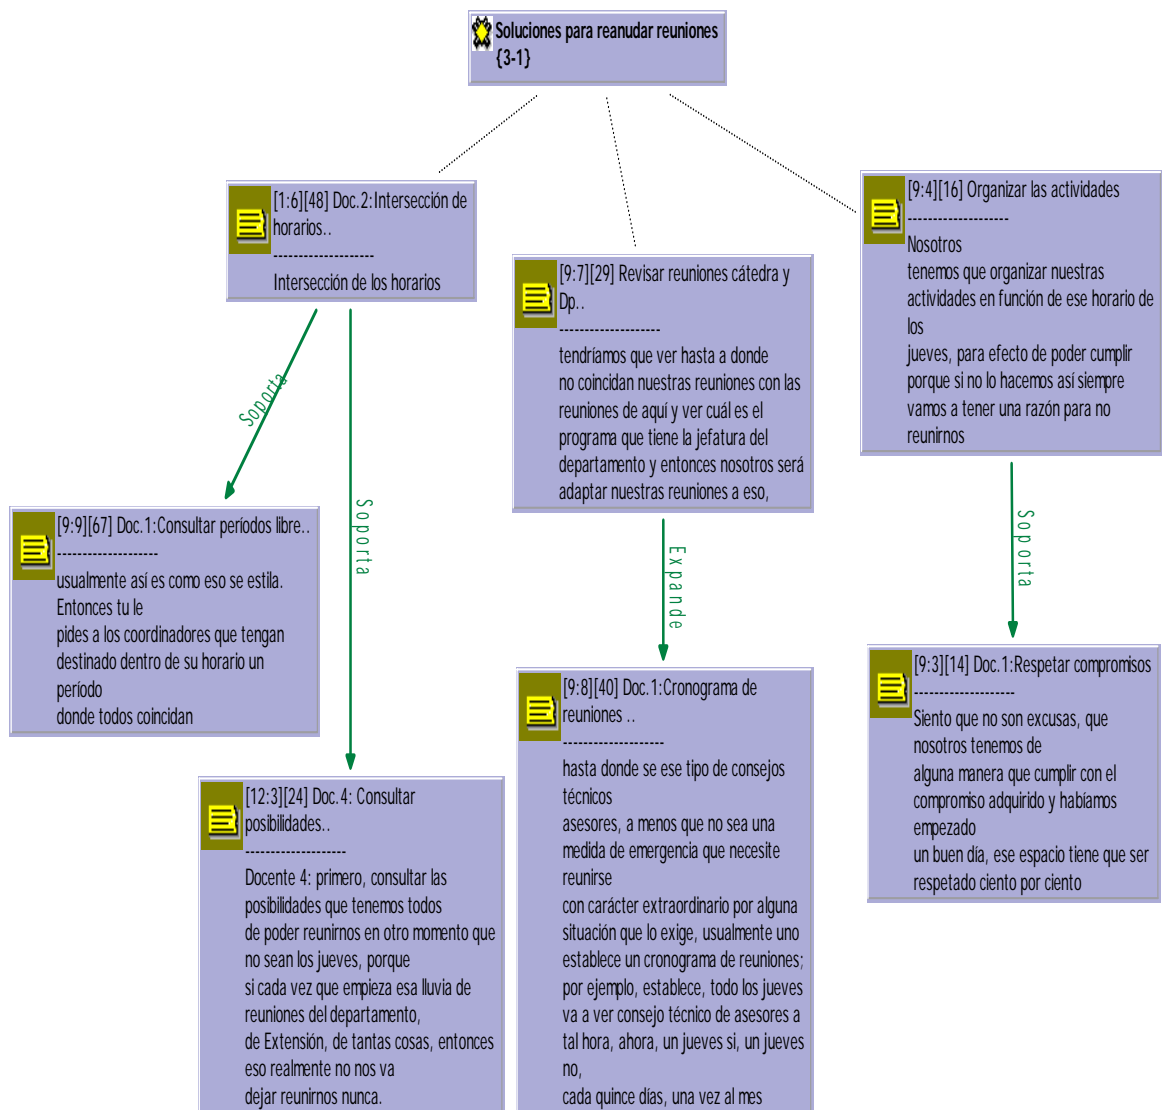 Soluciones para reanudar reuniones
{3-1}
[1:6][48] Doc.2:Intersección de
horarios..
--------------------
Intersección de los horarios
[9:7][29] Revisar reuniones cátedra y
Dp..
--------------------
tendríamos que ver hasta a donde
no coincidan nuestras reuniones con las
reuniones de aquí y ver cuál es el
programa que tiene la jefatura del
departamento y entonces nosotros será
adaptar nuestras reuniones a eso,
[9:4][16] Organizar las actividades
--------------------
Nosotros
tenemos que organizar nuestras
actividades en función de ese horario de
los
jueves, para efecto de poder cumplir
porque si no lo hacemos así siempre
vamos a tener una razón para no
reunirnos
Soporta
Soporta
Expande
Soporta
[9:9][67] Doc.1:Consultar períodos libre..
--------------------
usualmente así es como eso se estila.
Entonces tu le
pides a los coordinadores que tengan
destinado dentro de su horario un
período
donde todos coincidan
[12:3][24] Doc.4: Consultar
posibilidades..
--------------------
Docente 4: primero, consultar las
posibilidades que tenemos todos
de poder reunirnos en otro momento que
no sean los jueves, porque
si cada vez que empieza esa lluvia de
reuniones del departamento,
de Extensión, de tantas cosas, entonces
eso realmente no nos va
dejar reunirnos nunca.
[9:8][40] Doc.1:Cronograma de
reuniones ..
--------------------
hasta donde se ese tipo de consejos
técnicos
asesores, a menos que no sea una
medida de emergencia que necesite
reunirse
con carácter extraordinario por alguna
situación que lo exige, usualmente uno
establece un cronograma de reuniones;
por ejemplo, establece, todo los jueves
va a ver consejo técnico de asesores a
tal hora, ahora, un jueves si, un jueves
no,
cada quince días, una vez al mes
[9:3][14] Doc.1:Respetar compromisos
--------------------
Siento que no son excusas, que
nosotros tenemos de
alguna manera que cumplir con el
compromiso adquirido y habíamos
empezado
un buen día, ese espacio tiene que ser
respetado ciento por ciento